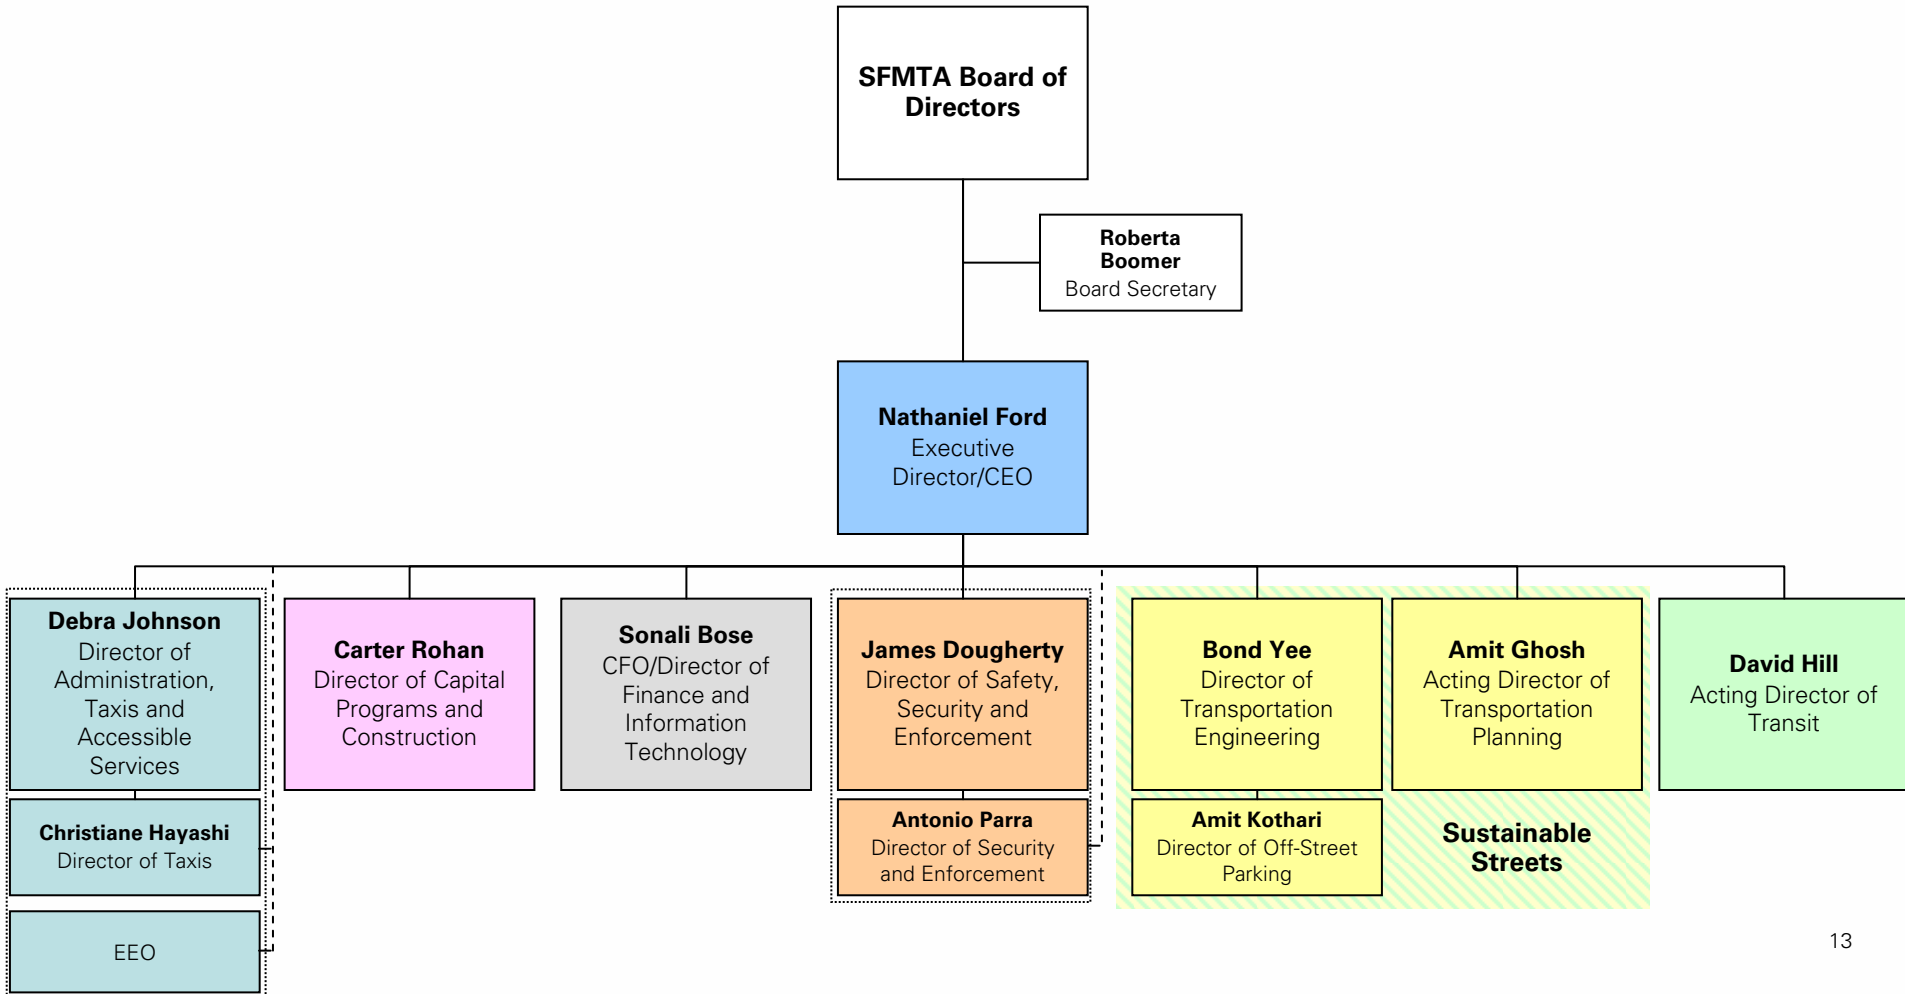 SFMTA Board of
Directors
Roberta
Boomer
Board Secretary
Nathaniel Ford
Executive
Director/CEO
Debra Johnson
Director of
Administration,
Taxis and
Accessible
Services
Carter Rohan
Director of Capital
Programs and
Construction
Sonali Bose
CFO/Director of
Finance and
Information
Technology
James Dougherty
Director of Safety,
Security and
Enforcement
Bond Yee
Director of
Transportation
Engineering
Amit Ghosh
Acting Director of
Transportation
Planning
David Hill
Acting Director of
Transit
Christiane Hayashi
Director of Taxis
Antonio Parra
Director of Security
and Enforcement
Amit Kothari
Director of Off-Street
Parking
Sustainable
Streets
EEO
13